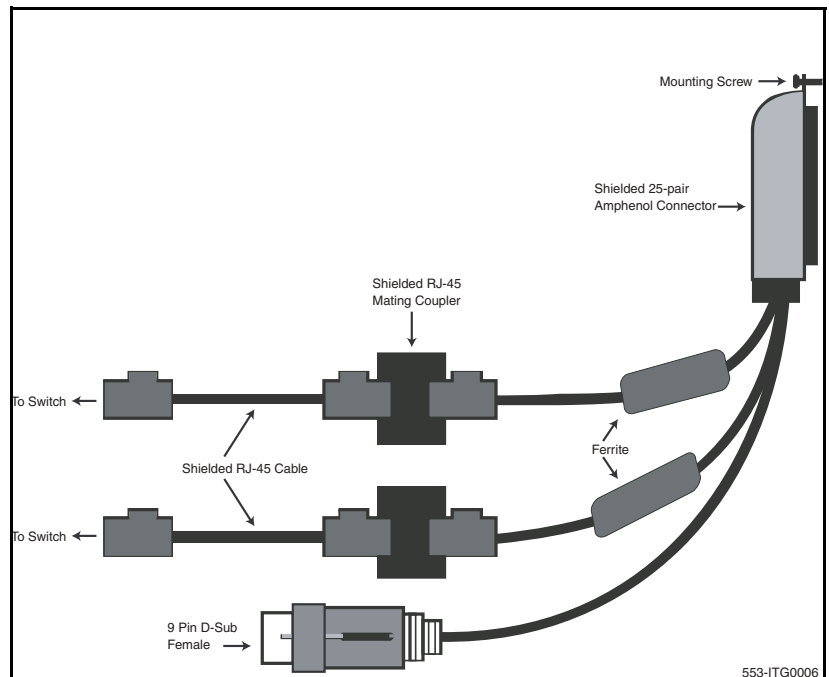 Mounting Screw
Shielded 25-pair
Amphenol Connector
Shielded RJ-45
Mating Coupler
To Switch
Ferrite
Shielded RJ-45 Cable
To Switch
9 Pin D-Sub
Female
553-ITG0006